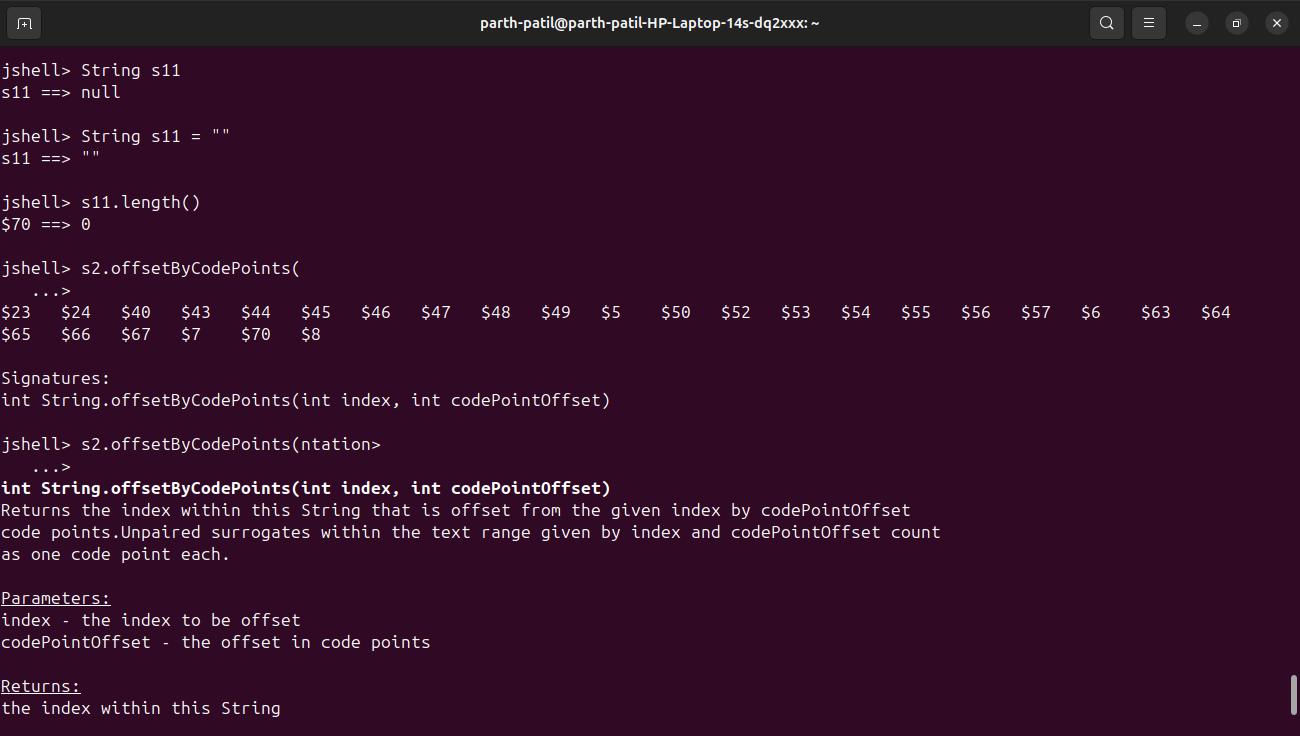 parth-patil@parth-patil-HP-Laptop-14s-dq2xxx: ~
jshell> String s11
s11 ==> null
jshell> String s11 = ""
s11 ==> ""
jshell> s11.length()
$70 ==> 0
jshell> s2.offsetByCodePoints(
   ...>
$23   $24   $40   $43   $44   $45   $46   $47   $48   $49   $5    $50   $52   $53   $54   $55   $56   $57   $6    $63   $64
$65   $66   $67   $7    $70   $8
Signatures:
int String.offsetByCodePoints(int index, int codePointOffset)
jshell> s2.offsetByCodePoints(ntation>
   ...>
int String.offsetByCodePoints(int index, int codePointOffset)
Returns the index within this String that is offset from the given index by codePointOffset
code points.Unpaired surrogates within the text range given by index and codePointOffset count
as one code point each.
Parameters:
index - the index to be offset
codePointOffset - the offset in code points
Returns:
the index within this String